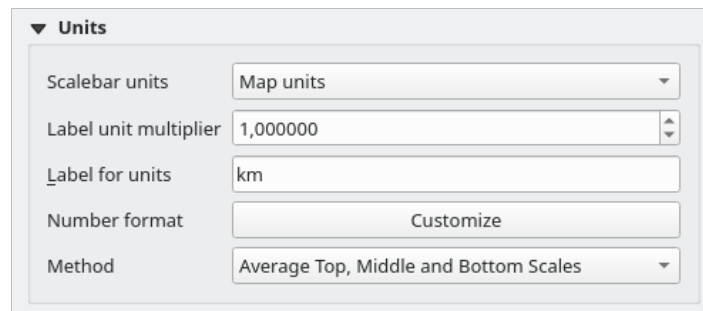 Units
Scalebar units Map units
Label unit multiplier 1,000000
Label for units km
Number format Customize
Method Average Top, Middle and Bottom Scales